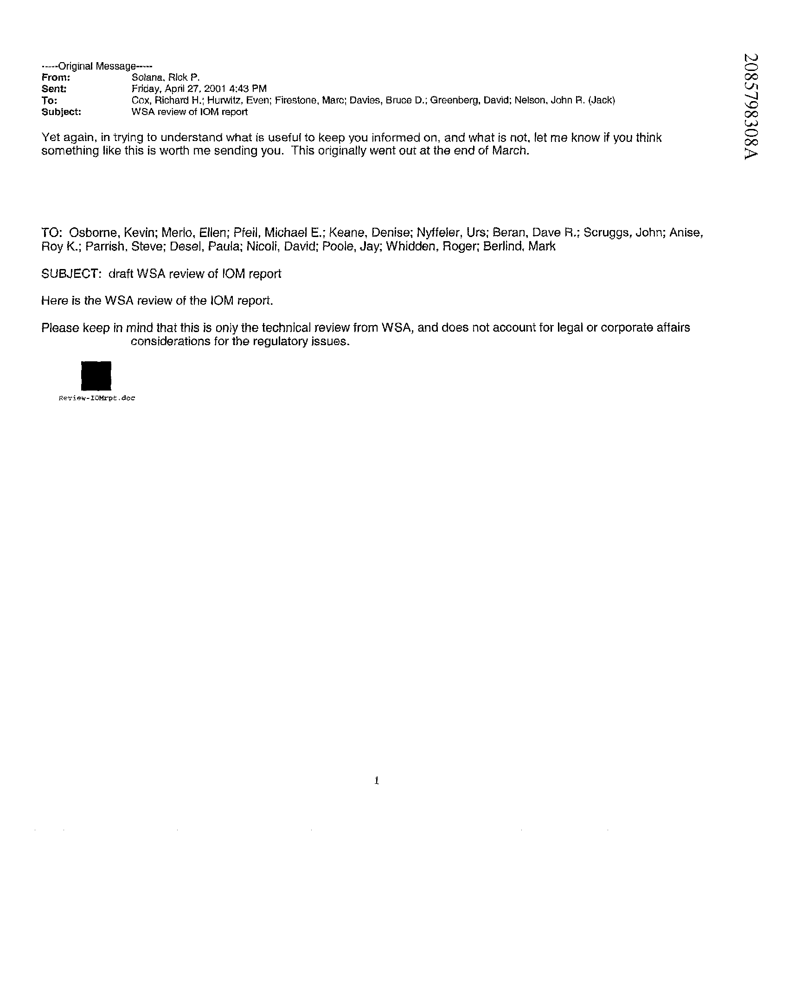 -----Original Message-----
From: Solana, Rick P.
Sent: Friday, April 27, 2001 4:43 PM
To: Cox, Richard H.; Hurwitz, Even; Firestone, Marc; Davies, Bruce D.; Greenberg, David; Nelson, John R. (Jack)
Subject: WSA review of IOM report
Yet again, in trying to understand what is useful to keep you informed on, and what is not, let me know if you think
something like this is worth me sending you. This originally went out at the end of March.
TO: Osborne, Kevin; Merlo, Ellen; Pfeil, Michael E.; Keane, Denise; Nyffeler, Urs; Beran, Dave R.; Scruggs, John; Anise,
Roy K.; Parrish, Steve; Desel, Paula; Nicoli, David; Poole, Jay; Whidden, Roger; Berlind, Mark
SUBJECT: draft WSA review of IOM report
Here is the WSA review of the IOM report.
Please keep in mind that this is only the technical review from WSA, and does not account for legal or corporate affairs
considerations for the regulatory issues.
Review-IOMrpt.doc
1
2085798308A